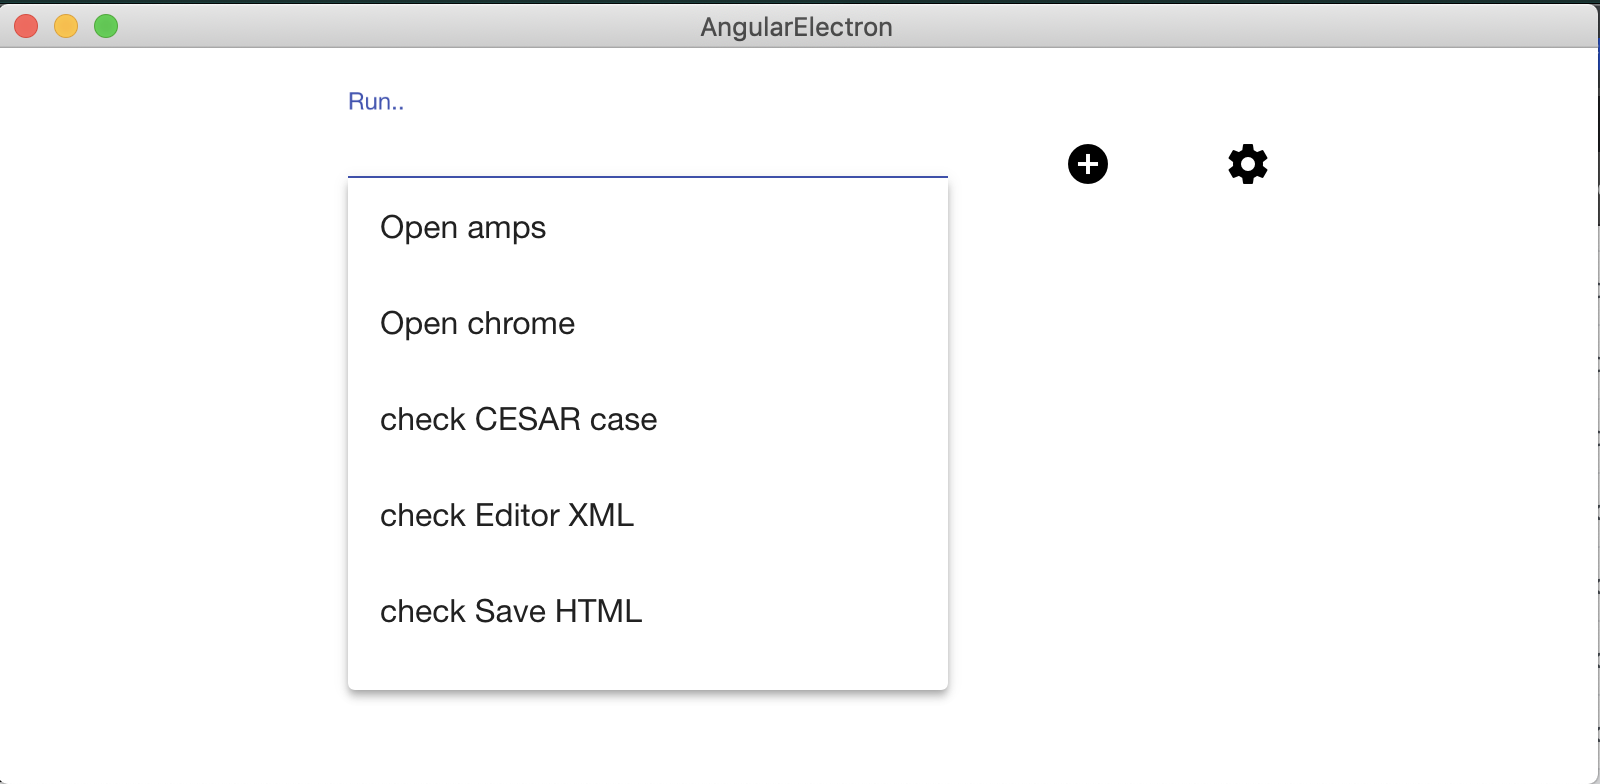 AngularElectron
Run..
Open amps
Open chrome
check CESAR case
check Editor XML
check Save HTML